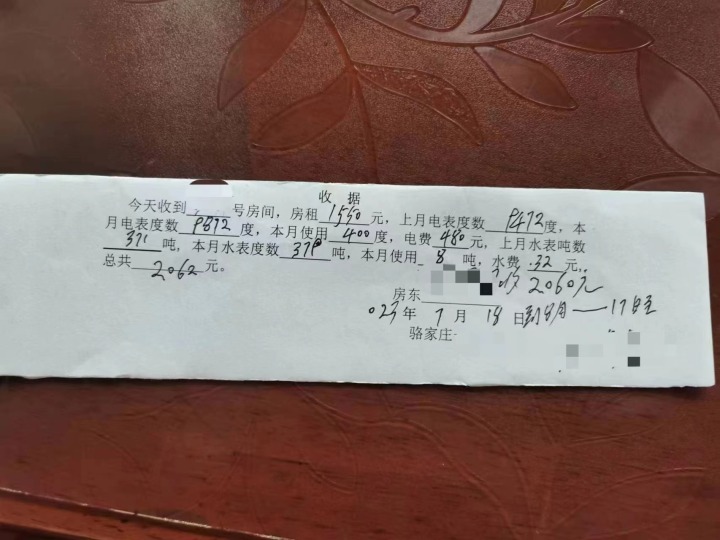 收 据
今天收到 号房间，房租1550元，上月电表度数9472度，本
月电表度数9872度，本月使用400度，电费480元，上月水表吨数
371吨，本月水表度数379吨，本月使用8吨，水费32元，
总共2060元。
收2060元
房东
023年7月18日到8月—17日
骆家庄